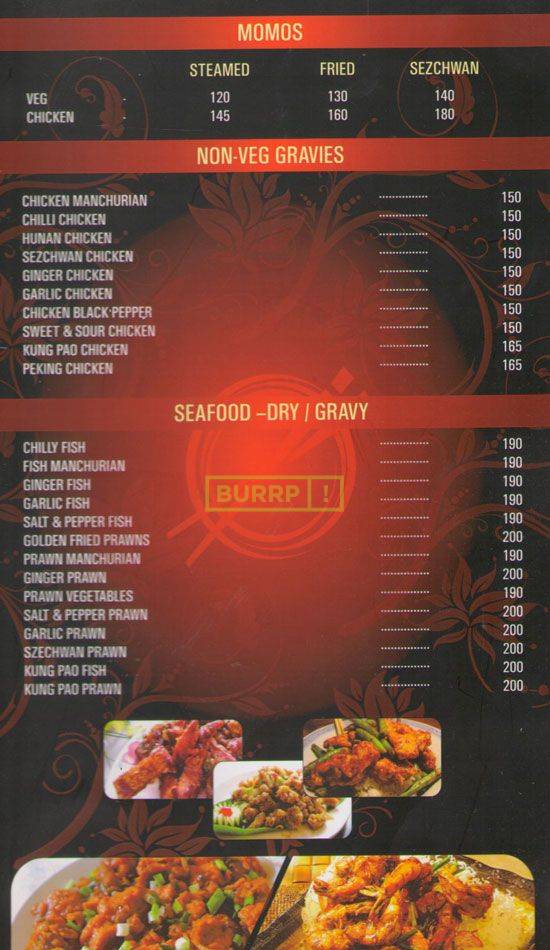 MOMOS
STEAMED FRIED SEZCHWAN
VEG - 120 130 140
CHICKEN - 145 160 180
NON-VEG GRAVIES
CHICKEN MANCHURIAN ............... 150
CHILLI CHICKEN ............... 150
HUNAN CHICKEN ............... 150
SEZCHWAN CHICKEN ............... 150
GINGER CHICKEN ............... 150
GARLIC CHICKEN ............... 150
CHICKEN BLACK PEPPER ............... 150
SWEET & SOUR CHICKEN ............... 150
KUNG PAO CHICKEN ............... 165
PEKING CHICKEN ............... 165
SEAFOOD –DRY / GRAVY
CHILLY FISH ............... 190
FISH MANCHURIAN ............... 190
GINGER FISH ............... 190
GARLIC FISH ............... 190
SALT & PEPPER FISH ............... 190
GOLDEN FRIED PRAWNS ............... 200
PRAWN MANCHURIAN ............... 190
GINGER PRAWN ............... 200
PRAWN VEGETABLES ............... 190
SALT & PEPPER PRAWN ............... 200
GARLIC PRAWN ............... 200
SZECHWAN PRAWN ............... 200
KUNG PAO FISH ............... 200
KUNG PAO PRAWN ............... 200
BURRP !